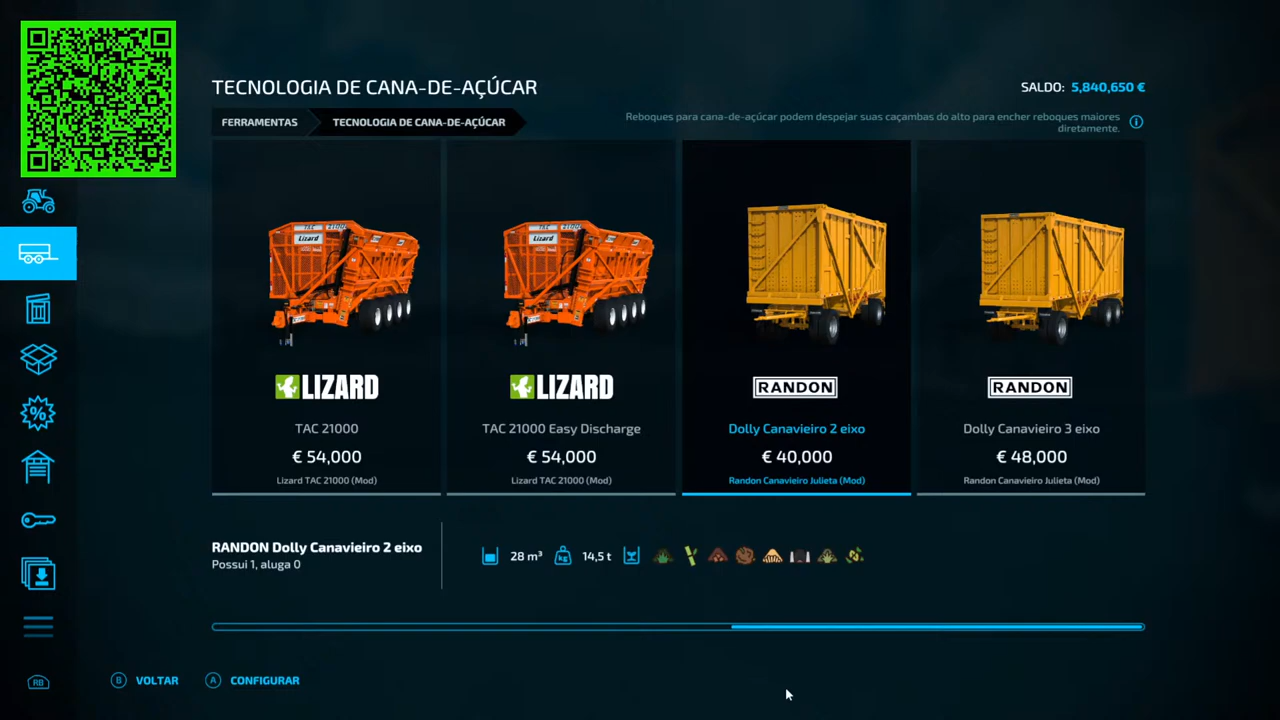 TECNOLOGIA DE CANA-DE-AÇÚCAR
SALDO: 5,840,650 €
FERRAMENTAS
TECNOLOGIA DE CANA-DE-AÇÚCAR
Reboques para cana-de-açúcar podem despejar suas caçambas do alto para encher reboques maiores
diretamente.
LIZARD
TAC 21000
€ 54,000
Lizard TAC 21000 (Mod)
LIZARD
TAC 21000 Easy Discharge
€ 54,000
Lizard TAC 21000 (Mod)
RANDON
Dolly Canavieiro 2 eixo
€ 40,000
Randon Canavieiro Julieta (Mod)
RANDON
Dolly Canavieiro 3 eixo
€ 48,000
Randon Canavieiro Julieta (Mod)
RANDON Dolly Canavieiro 2 eixo
Possui 1, aluga 0
28 m³
kg
14,5 t
RB
B VOLTAR
A CONFIGURAR